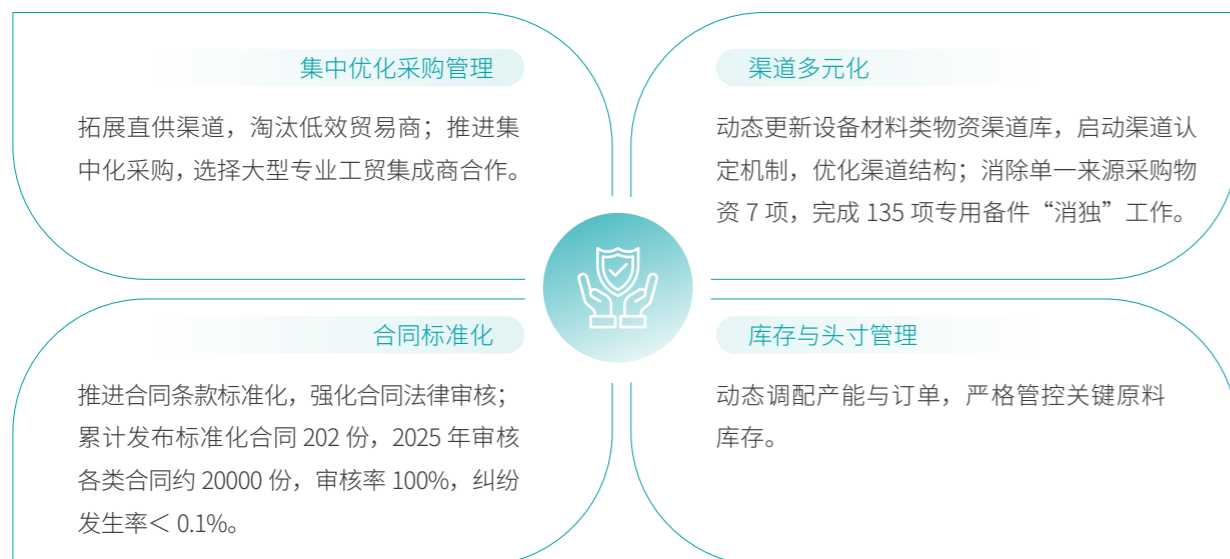 集中优化采购管理
拓展直供渠道，淘汰低效贸易商；推进集
中化采购，选择大型专业工贸集成商合作。
渠道多元化
动态更新设备材料类物资渠道库，启动渠道认
定机制，优化渠道结构；消除单一来源采购物
资 7 项，完成 135 项专用备件“消独”工作。
合同标准化
推进合同条款标准化，强化合同法律审核；
累计发布标准化合同 202 份，2025 年审核
各类合同约 20000 份，审核率 100%，纠纷
发生率＜ 0.1%。
库存与头寸管理
动态调配产能与订单，严格管控关键原料
库存。